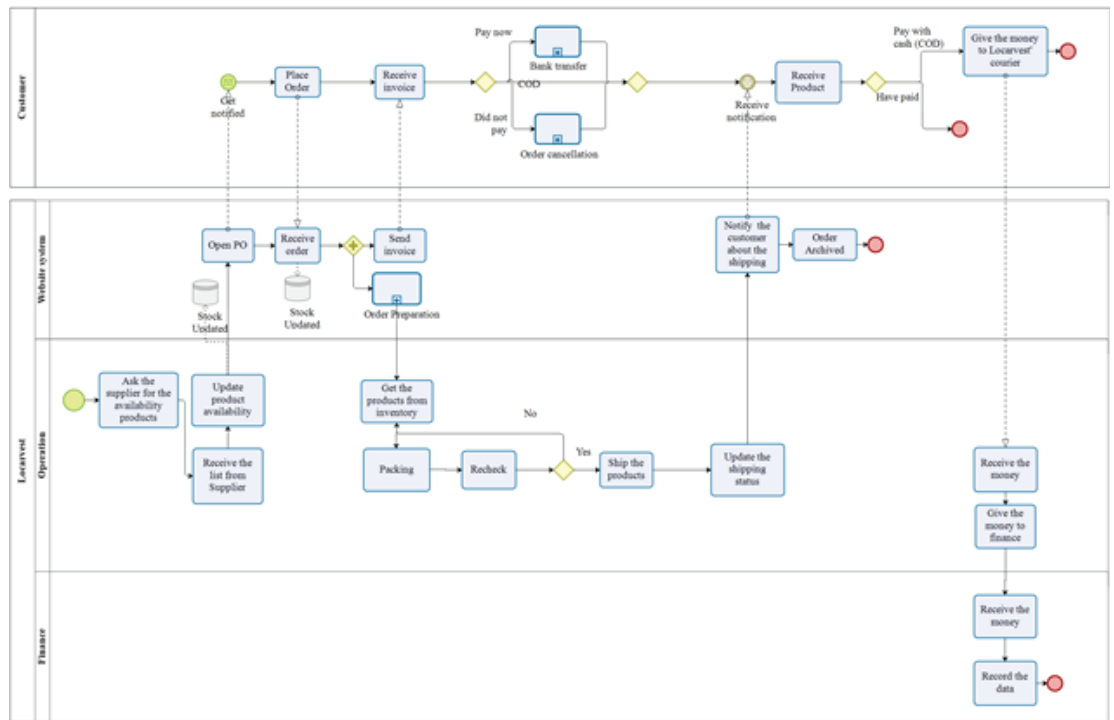 Customer
Get
notified
Place
Order
Receive
invoice
Pay now
COD
Did not
pay
Bank transfer
Order cancellation
Receive
notification
Receive
Product
Pay with
cash (COD)
Have paid
Give the money
to Locarvest'
courier
Locarvest
Website system
Open PO
Receive
order
Send
invoice
Stock
Updated
Stock
Updated
Order Preparation
Notify the
customer
about the
shipping
Order
Archived
Operation
Ask the
supplier for the
availability
products
Update
product
availability
Receive the
list from
Supplier
Get the
products from
inventory
No
Packing
Recheck
Yes
Ship the
products
Update the
shipping
status
Receive the
money
Give the
money to
finance
Finance
Receive the
money
Record the
data